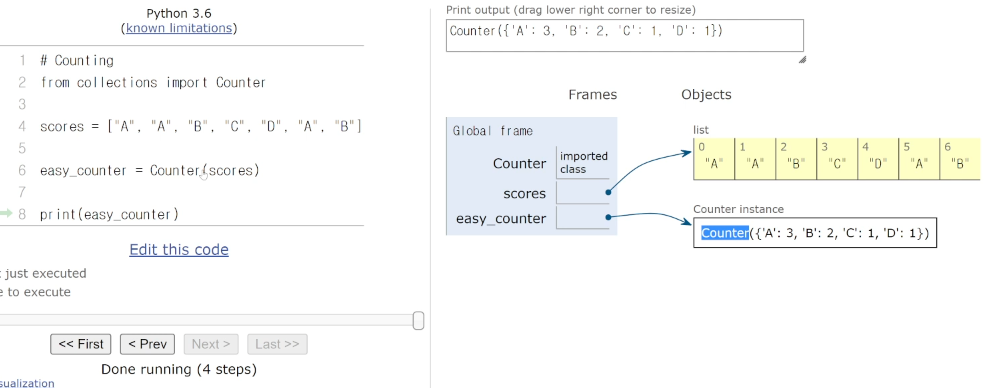 Python 3.6
(known limitations)
1 # Counting
2 from collections import Counter
3
4 scores = ["A", "A", "B", "C", "D", "A", "B"]
5
6 easy_counter = Counter(scores)
7
8 print(easy_counter)
Edit this code
just executed
to execute
<< First
< Prev
Next >
Last >>
Done running (4 steps)
sualization
Print output (drag lower right corner to resize)
Counter({'A': 3, 'B': 2, 'C': 1, 'D': 1})
Frames
Objects
Global frame
Counter
imported
class
scores
easy_counter
list
0 1 2 3 4 5 6
"A" "A" "B" "C" "D" "A" "B"
Counter instance
Counter({'A': 3, 'B': 2, 'C': 1, 'D': 1})